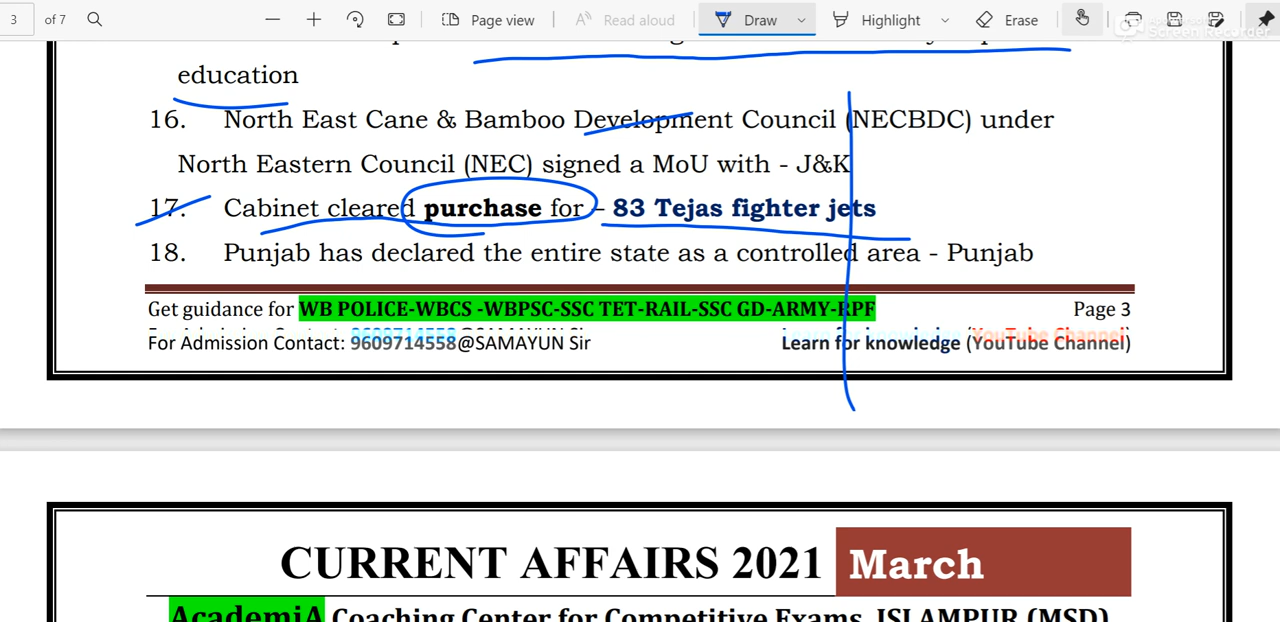 3 of 7 Page view Read aloud Draw Highlight Erase
Screen Recorder
education
16. North East Cane & Bamboo Development Council (NECBDC) under
North Eastern Council (NEC) signed a MoU with - J&K
17. Cabinet cleared purchase for – 83 Tejas fighter jets
18. Punjab has declared the entire state as a controlled area - Punjab
Get guidance for WB POLICE-WBCS -WBPSC-SSC TET-RAIL-SSC GD-ARMY-RPF Page 3
For Admission Contact: 9609714558@SAMAYUN Sir Learn for knowledge (YouTube Channel)
CURRENT AFFAIRS 2021 March
AcademiA Coaching Center for Competitive Exams, ISLAMPUR (MSD)